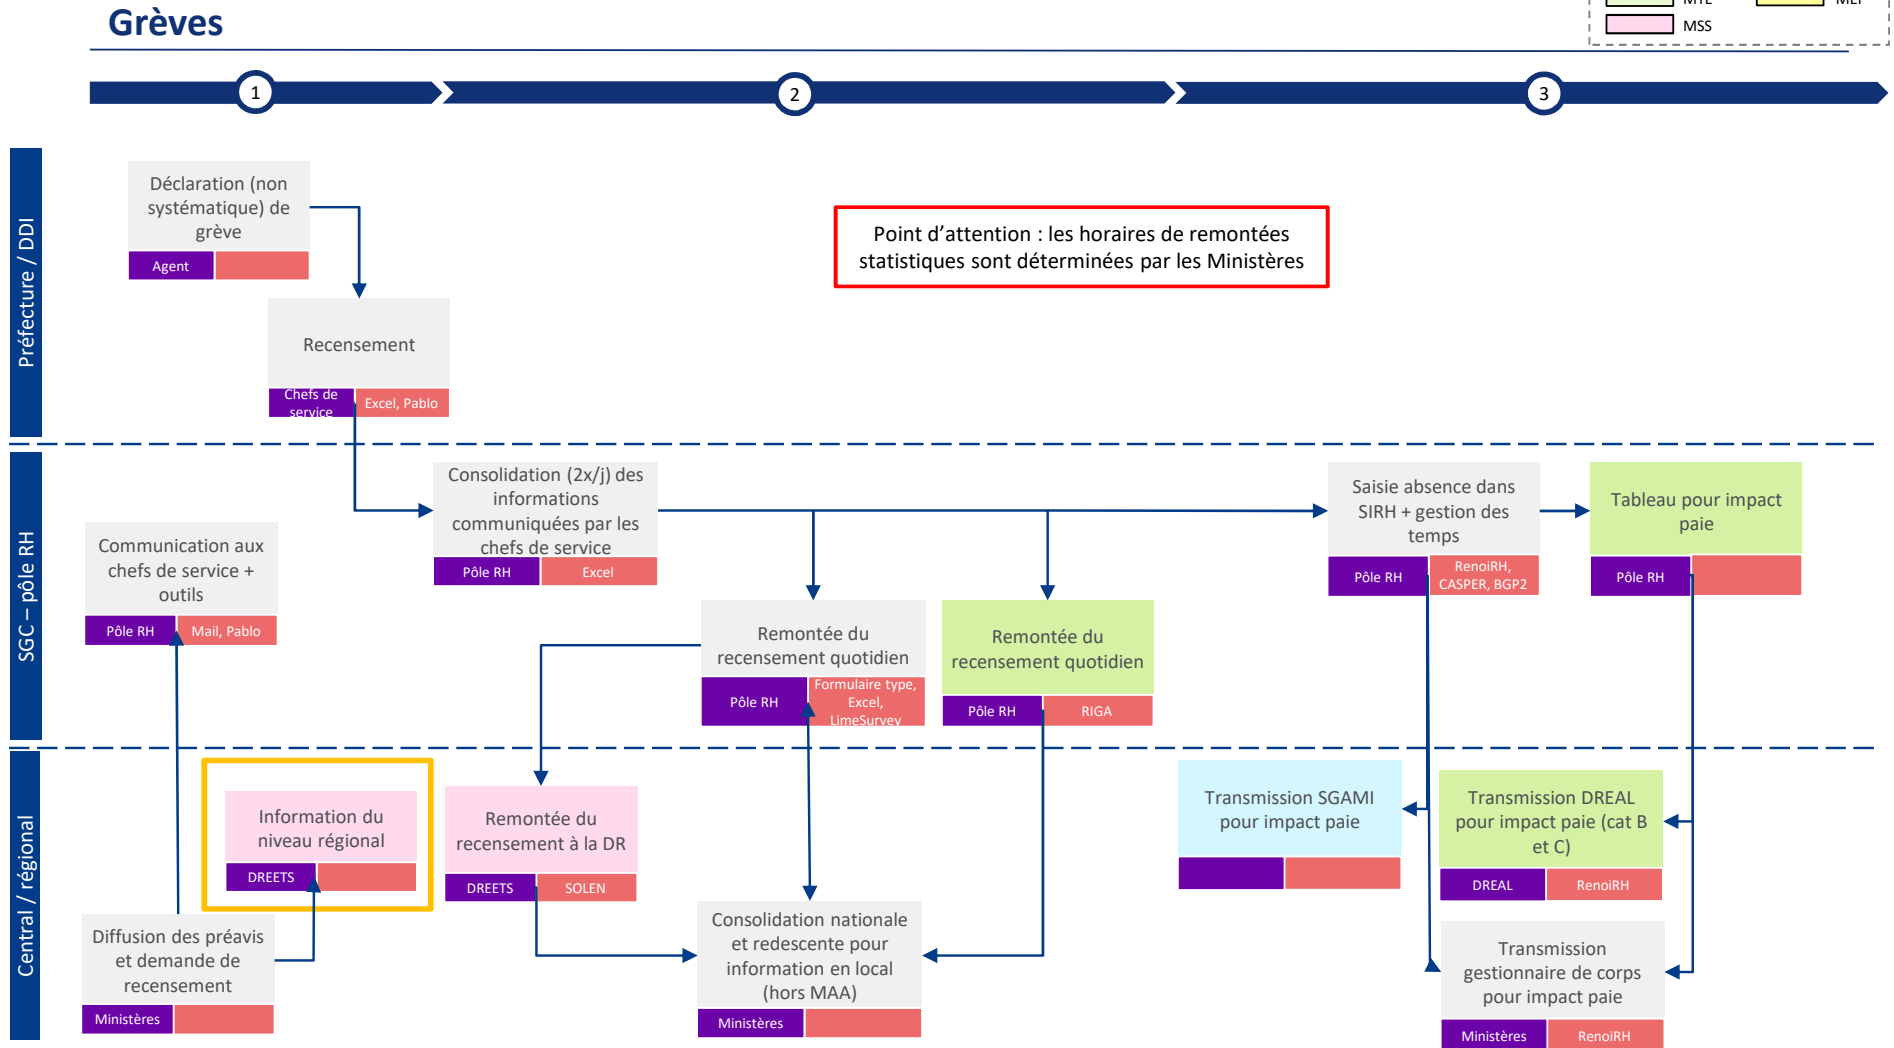 Grèves
MSS
1
2
3
Préfecture / DDI
Déclaration (non
systématique) de
grève
Agent
Recensement
Chefs de
service
Excel, Pablo
Point d'attention : les horaires de remontées
statistiques sont déterminées par les Ministères
SGC – pôle RH
Communication aux
chefs de service +
outils
Pôle RH
Mail, Pablo
Consolidation (2x/j) des
informations
communiquées par les
chefs de service
Pôle RH
Excel
Remontée du
recensement quotidien
Pôle RH
Formulaire type,
Excel,
LimeSurvey
Remontée du
recensement quotidien
Pôle RH
RIGA
Saisie absence dans
SIRH + gestion des
temps
Pôle RH
RenoiRH,
CASPER, BGP2
Tableau pour impact
paie
Pôle RH
Central / régional
Information du
niveau régional
DREETS
Diffusion des préavis
et demande de
recensement
Ministères
Remontée du
recensement à la DR
DREETS
SOLEN
Consolidation nationale
et redescente pour
information en local
(hors MAA)
Ministères
Transmission SGAMI
pour impact paie
Transmission DREAL
pour impact paie (cat B
et C)
DREAL
RenoiRH
Transmission
gestionnaire de corps
pour impact paie
Ministères
RenoiRH